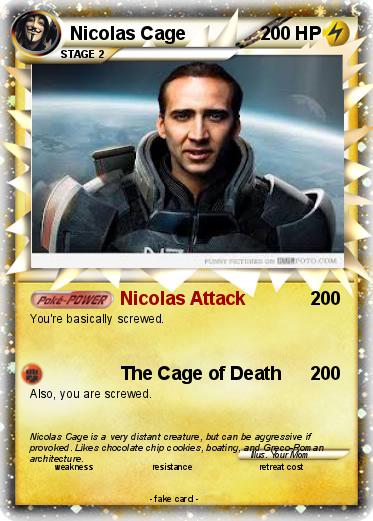 Nicolas Cage 200 HP
STAGE 2
N7
FUNNY PICTURES ON FOTO.COM
Poké-POWER Nicolas Attack 200
You're basically screwed.
The Cage of Death 200
Also, you are screwed.
Nicolas Cage is a very distant creature, but can be aggressive if
provoked. Likes chocolate chip cookies, boating, and Greco-Roman
architecture.
Illus. Your Mom
weakness resistance retreat cost
- fake card -